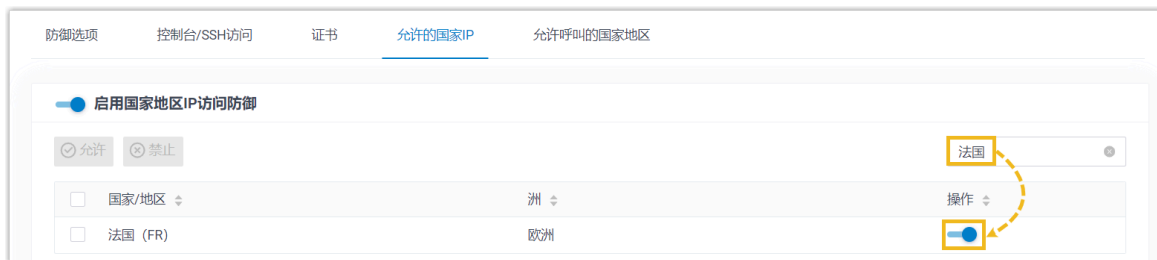 防御选项 控制台/SSH访问 证书 允许的国家IP 允许呼叫的国家地区
启用国家地区IP访问防御
允许 禁止 法国
国家/地区 洲 操作
法国（FR） 欧洲